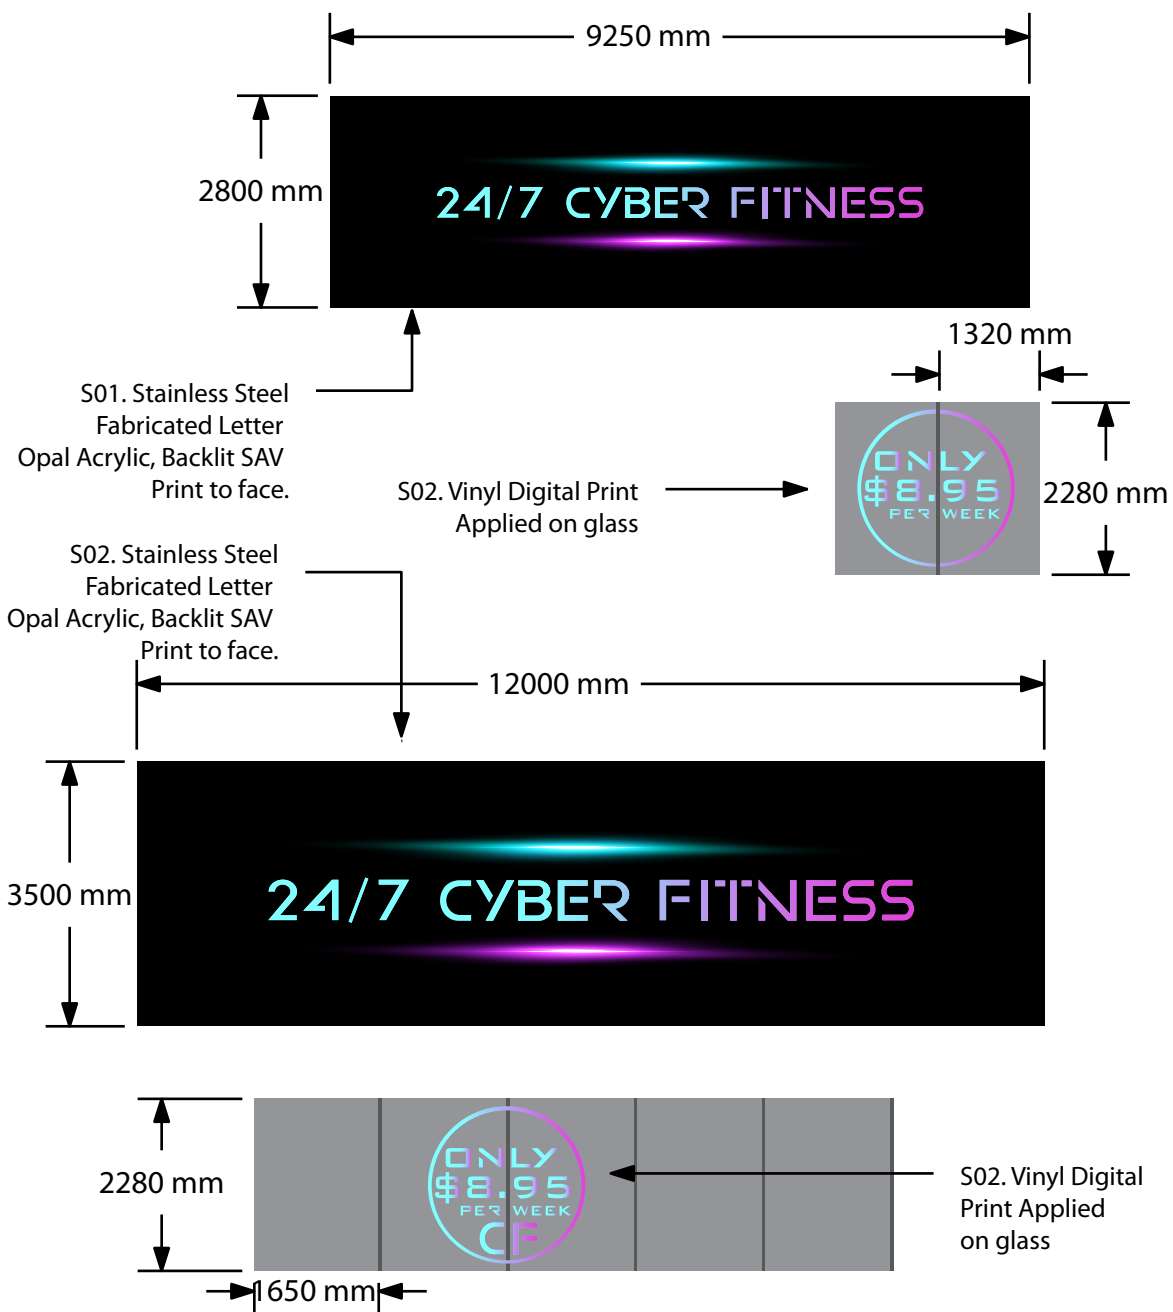 9250 mm
2800 mm
24/7 CYBER FITNESS
1320 mm
S01. Stainless Steel
Fabricated Letter
Opal Acrylic, Backlit SAV
Print to face.
ONLY
$8.95
PER WEEK
2280 mm
S02. Vinyl Digital Print
Applied on glass
S02. Stainless Steel
Fabricated Letter
Opal Acrylic, Backlit SAV
Print to face.
12000 mm
3500 mm
24/7 CYBER FITNESS
2280 mm
ONLY
$8.95
PER WEEK
CF
S02. Vinyl Digital
Print Applied
on glass
1650 mm